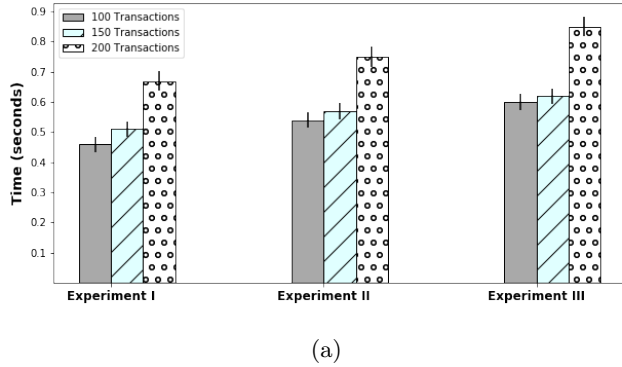 0.9
0.8
0.7
0.6
0.5
0.4
0.3
0.2
0.1
Time (seconds)
100 Transactions
150 Transactions
200 Transactions
Experiment I
Experiment II
Experiment III
(a)